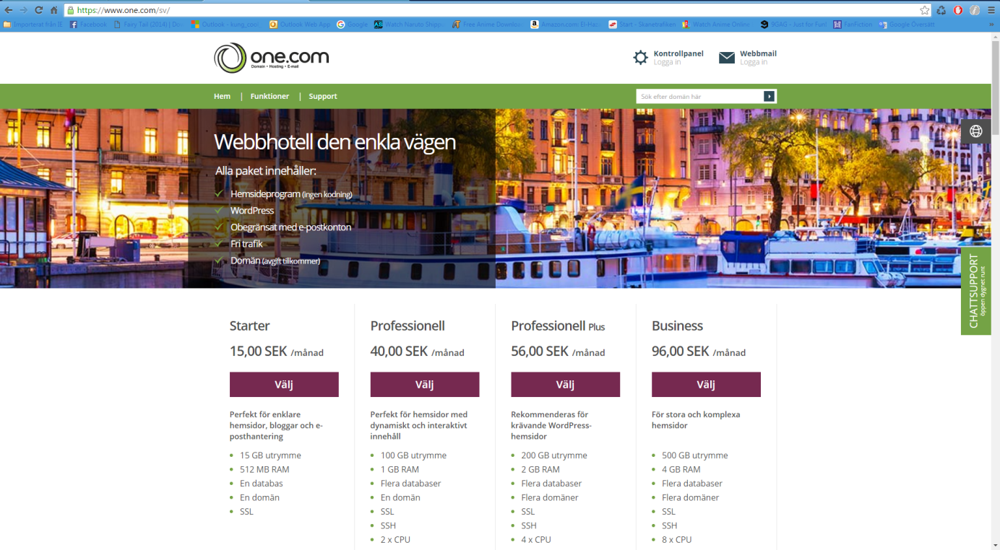 https://www.one.com/sv/
Importerat från IE
Facebook
Fairy Tail (2014) | Do
Outlook - kung_cool
Outlook Web App
Google
Watch Naruto Shipp
Free Anime Downlo
Amazon.com: El-Haz
Start - Skanetrafiken
Watch Anime Online
9GAG - Just for Fun!
FanFiction
Google Översätt
one.com
Domain • Hosting • E-mail
Kontrollpanel
Logga in
Webbmail
Logga in
Hem | Funktioner | Support
Sök efter domän här
Webbhotell den enkla vägen
Alla paket innehåller:
Hemsideprogram (ingen kodning)
WordPress
Obegränsat med e-postkonton
Fri trafik
Domän (avgift tillkommer)
CHATTSUPPORT
öppen dygnet runt
Starter
15,00 SEK /månad
Välj
Perfekt för enklare
hemsidor, bloggar och e-
posthantering
• 15 GB utrymme
• 512 MB RAM
• En databas
• En domän
• SSL
Professionell
40,00 SEK /månad
Välj
Perfekt för hemsidor med
dynamiskt och interaktivt
innehåll
• 100 GB utrymme
• 1 GB RAM
• Flera databaser
• En domän
• SSL
• SSH
• 2 x CPU
Professionell Plus
56,00 SEK /månad
Välj
Rekommenderas för
krävande WordPress-
hemsidor
• 200 GB utrymme
• 2 GB RAM
• Flera databaser
• Flera domäner
• SSL
• SSH
• 4 x CPU
Business
96,00 SEK /månad
Välj
För stora och komplexa
hemsidor
• 500 GB utrymme
• 4 GB RAM
• Flera databaser
• Flera domäner
• SSL
• SSH
• 8 x CPU